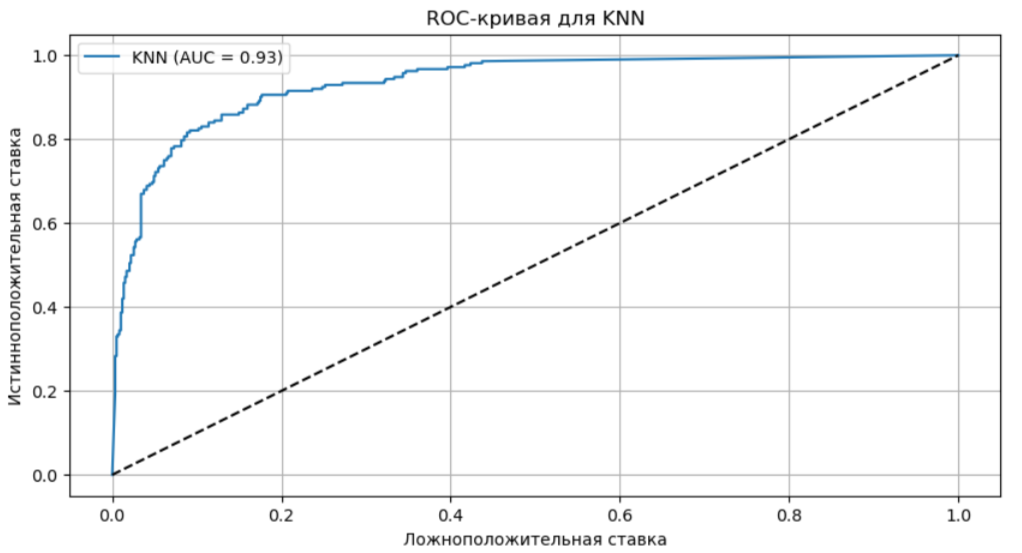 ROC-кривая для KNN
KNN (AUC = 0.93)
Истинноположительная ставка
1.0
0.8
0.6
0.4
0.2
0.0
0.0 0.2 0.4 0.6 0.8 1.0
Ложноположительная ставка